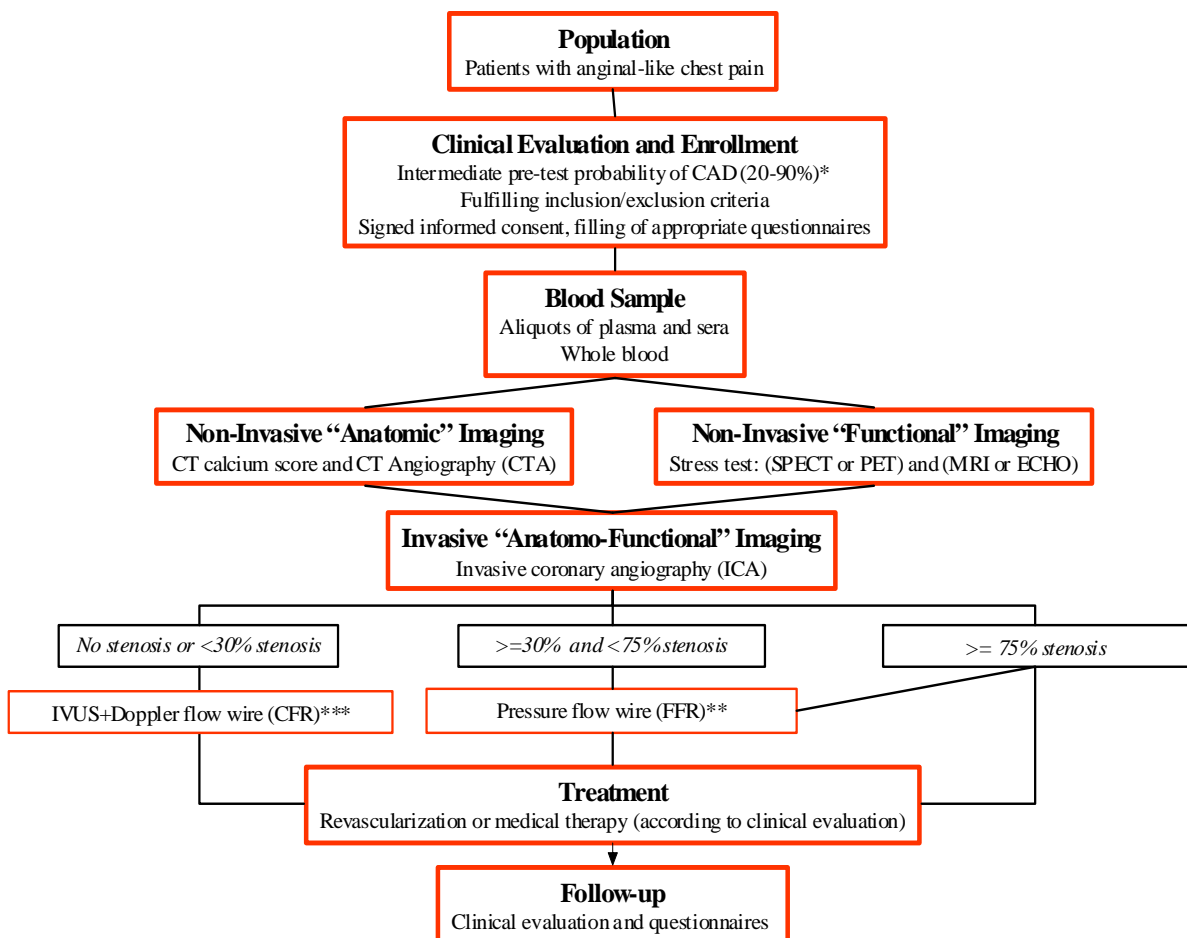 Population
Patients with anginal-like chest pain
Clinical Evaluation and Enrollment
Intermediate pre-test probability of CAD (20-90%)*
Fulfilling inclusion/exclusion criteria
Signed informed consent, filling of appropriate questionnaires
Blood Sample
Aliquots of plasma and sera
Whole blood
Non-Invasive “Anatomic” Imaging
CT calcium score and CT Angiography (CTA)
Non-Invasive “Functional” Imaging
Stress test: (SPECT or PET) and (MRI or ECHO)
Invasive “Anatomo-Functional” Imaging
Invasive coronary angiography (ICA)
No stenosis or <30% stenosis
>=30% and <75% stenosis
>= 75% stenosis
IVUS+Doppler flow wire (CFR)***
Pressure flow wire (FFR)**
Treatment
Revascularization or medical therapy (according to clinical evaluation)
Follow-up
Clinical evaluation and questionnaires